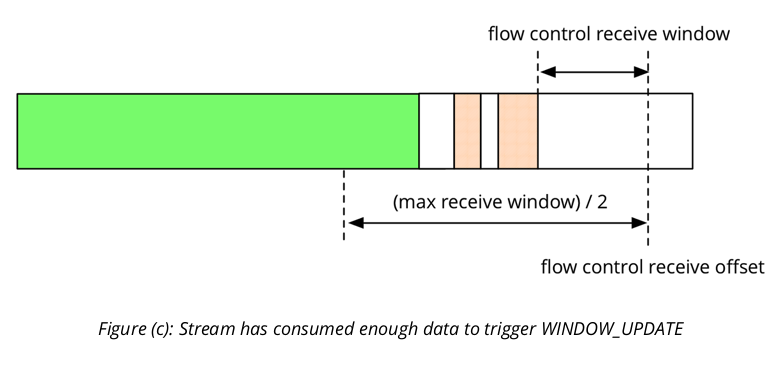 flow control receive window
(max receive window) / 2
flow control receive offset
Figure (c): Stream has consumed enough data to trigger WINDOW_UPDATE